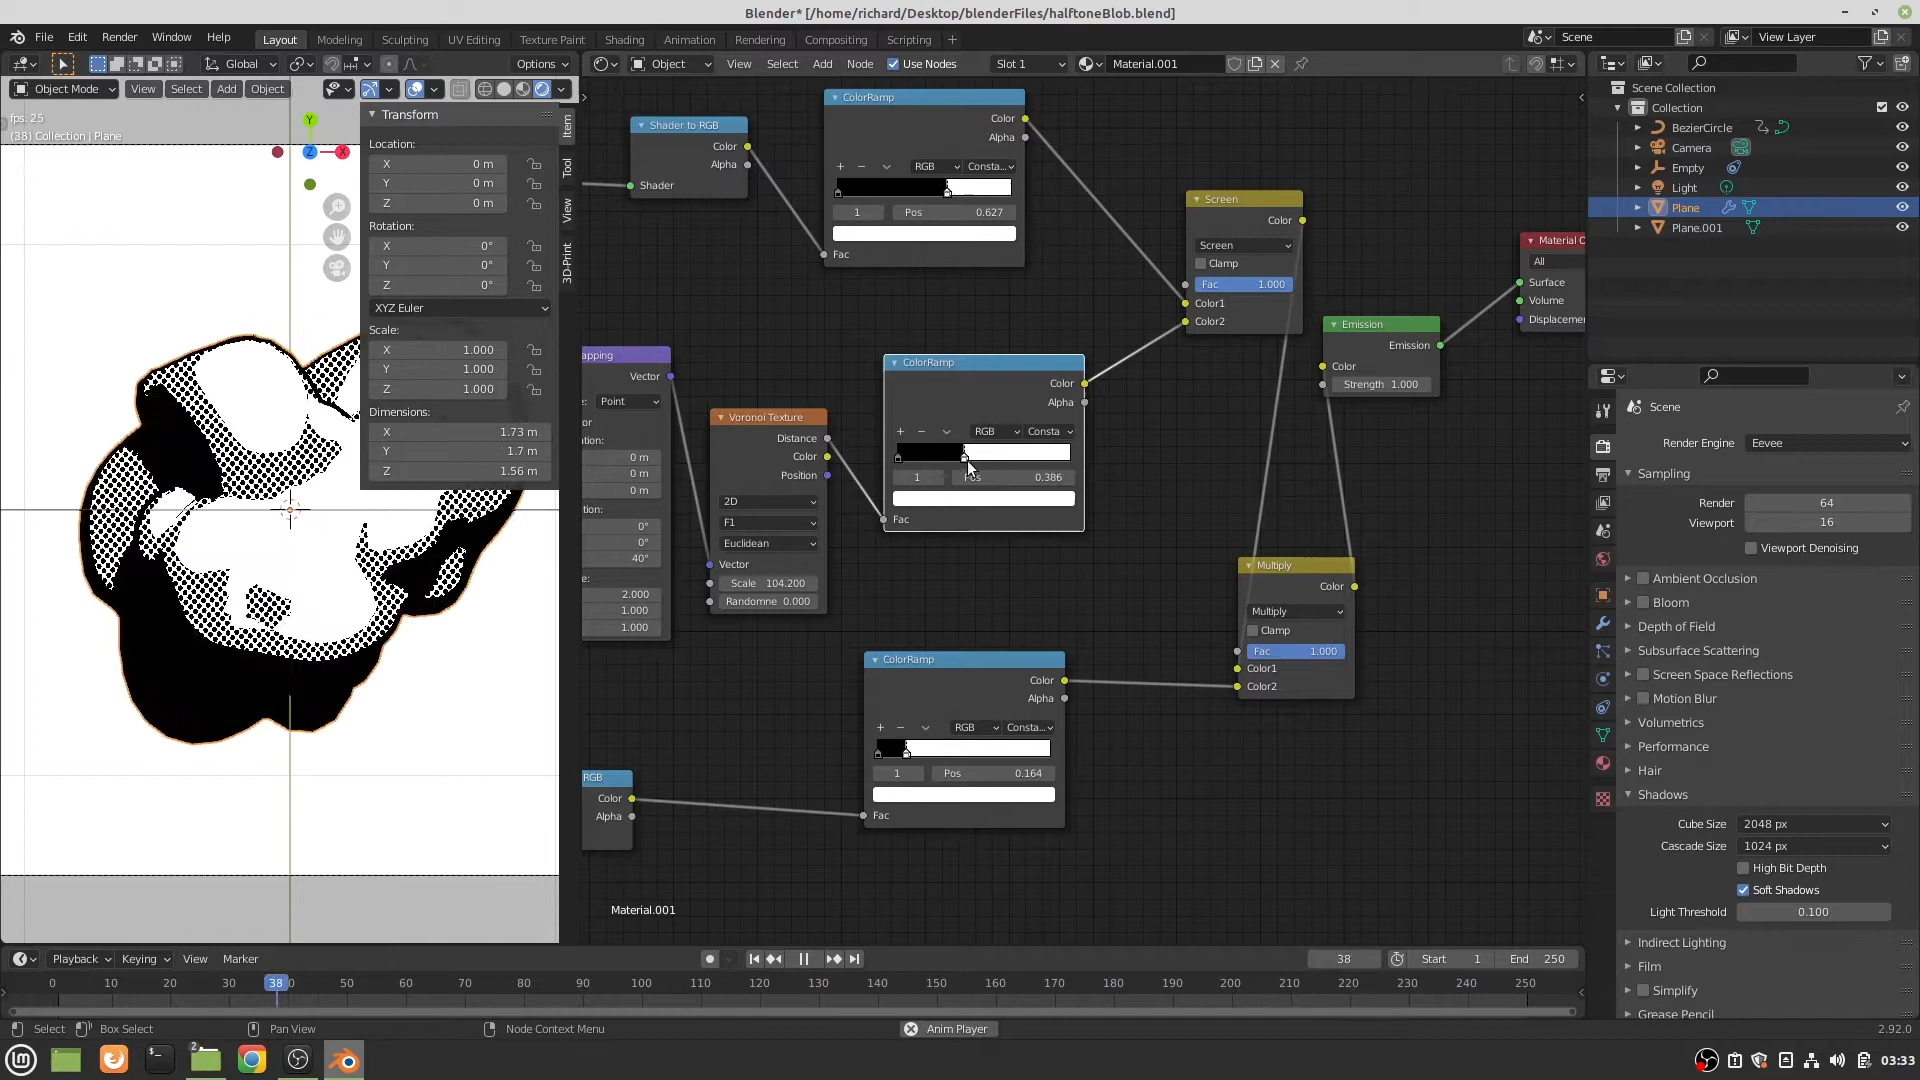 Blender* [/home/richard/Desktop/blenderFiles/halftoneBlob.blend]
File Edit Render Window Help
Layout Modeling Sculpting UV Editing Texture Paint Shading Animation Rendering Compositing Scripting
Scene View Layer
Global Options
Object View Select Add Node Use Nodes Slot 1 Material.001
Object Mode View Select Add Object
fps: 25
(38) Collection | Plane
Y
Z
X
Transform
Location:
X 0 m
Y 0 m
Z 0 m
Rotation:
X 0°
Y 0°
Z 0°
XYZ Euler
Scale:
X 1.000
Y 1.000
Z 1.000
Dimensions:
X 1.73 m
Y 1.7 m
Z 1.56 m
Item
Tool
View
3D-Print
Shader to RGB
Color
Alpha
Shader
ColorRamp
Color
Alpha
RGB Consta...
1 Pos 0.627
Fac
Screen
Color
Screen
Clamp
Fac 1.000
Color1
Color2
Emission
Emission
Color
Strength 1.000
Material O
All
Surface
Volume
Displacemer
apping
Vector
e: Point
or
ation:
0 m
0 m
0 m
otion:
0°
0°
40°
e:
2.000
1.000
1.000
Voronoi Texture
Distance
Color
Position
2D
F1
Euclidean
Vector
Scale 104.200
Randomne 0.000
ColorRamp
Color
Alpha
RGB Consta
1 0.386
Fac
Multiply
Color
Multiply
Clamp
Fac 1.000
Color1
Color2
ColorRamp
Color
Alpha
RGB Consta...
1 Pos 0.164
Fac
RGB
Color
Alpha
Material.001
Scene Collection
Collection
BezierCircle
Camera
Empty
Light
Plane
Plane.001
Scene
Render Engine Eevee
Sampling
Render 64
Viewport 16
Viewport Denoising
Ambient Occlusion
Bloom
Depth of Field
Subsurface Scattering
Screen Space Reflections
Motion Blur
Volumetrics
Performance
Hair
Shadows
Cube Size 2048 px
Cascade Size 1024 px
High Bit Depth
Soft Shadows
Light Threshold 0.100
Indirect Lighting
Film
Simplify
Grease Pencil
Playback Keying View Marker 38 Start 1 End 250
0 10 20 30 38 0 50 60 70 80 90 100 110 120 130 140 150 160 170 180 190 200 210 220 230 240 250
Select Box Select Pan View Node Context Menu Anim Player 2.92.0
2
03:33